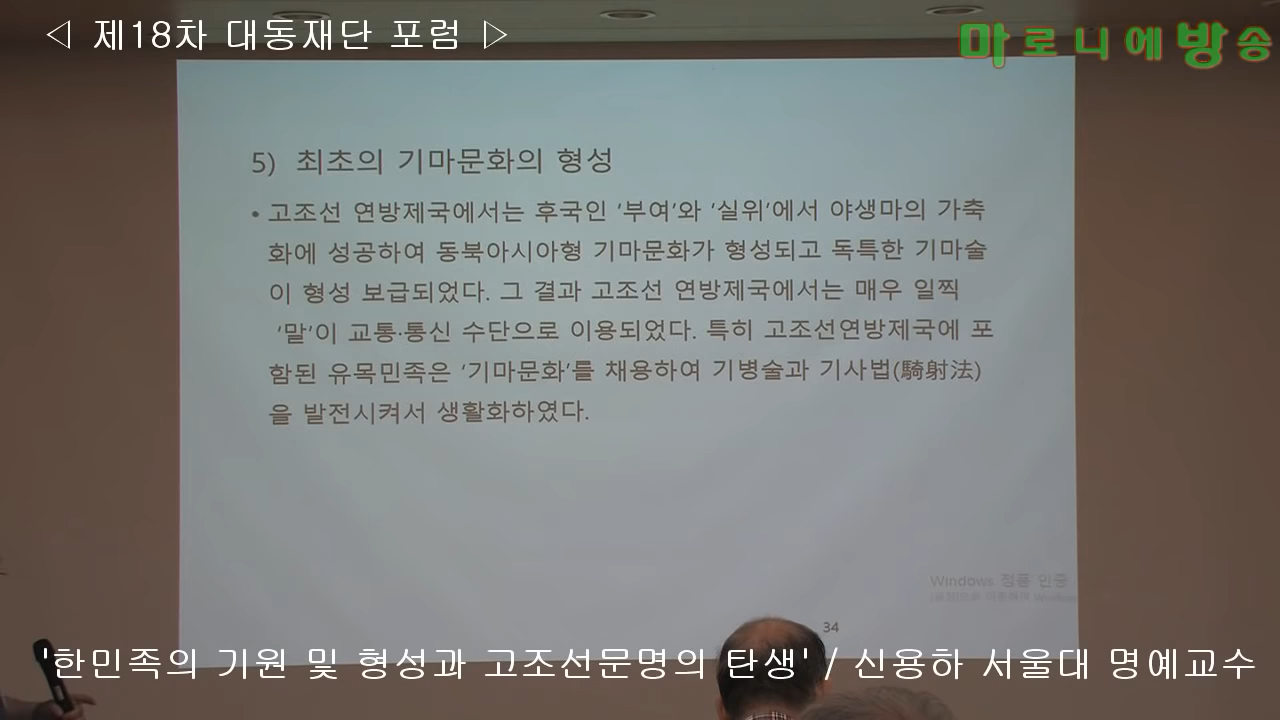 ◁ 제18차 대동재단 포럼 ▷
마로니에방송
5) 최초의 기마문화의 형성
• 고조선 연방제국에서는 후국인 '부여'와 '실위'에서 야생마의 가축
화에 성공하여 동북아시아형 기마문화가 형성되고 독특한 기마술
이 형성 보급되었다. 그 결과 고조선 연방제국에서는 매우 일찍
'말'이 교통·통신 수단으로 이용되었다. 특히 고조선연방제국에 포
함된 유목민족은 '기마문화'를 채용하여 기병술과 기사법(騎射法)
을 발전시켜서 생활화하였다.
Windows 정품 인증
34
'한민족의 기원 및 형성과 고조선문명의 탄생' / 신용하 서울대 명예교수